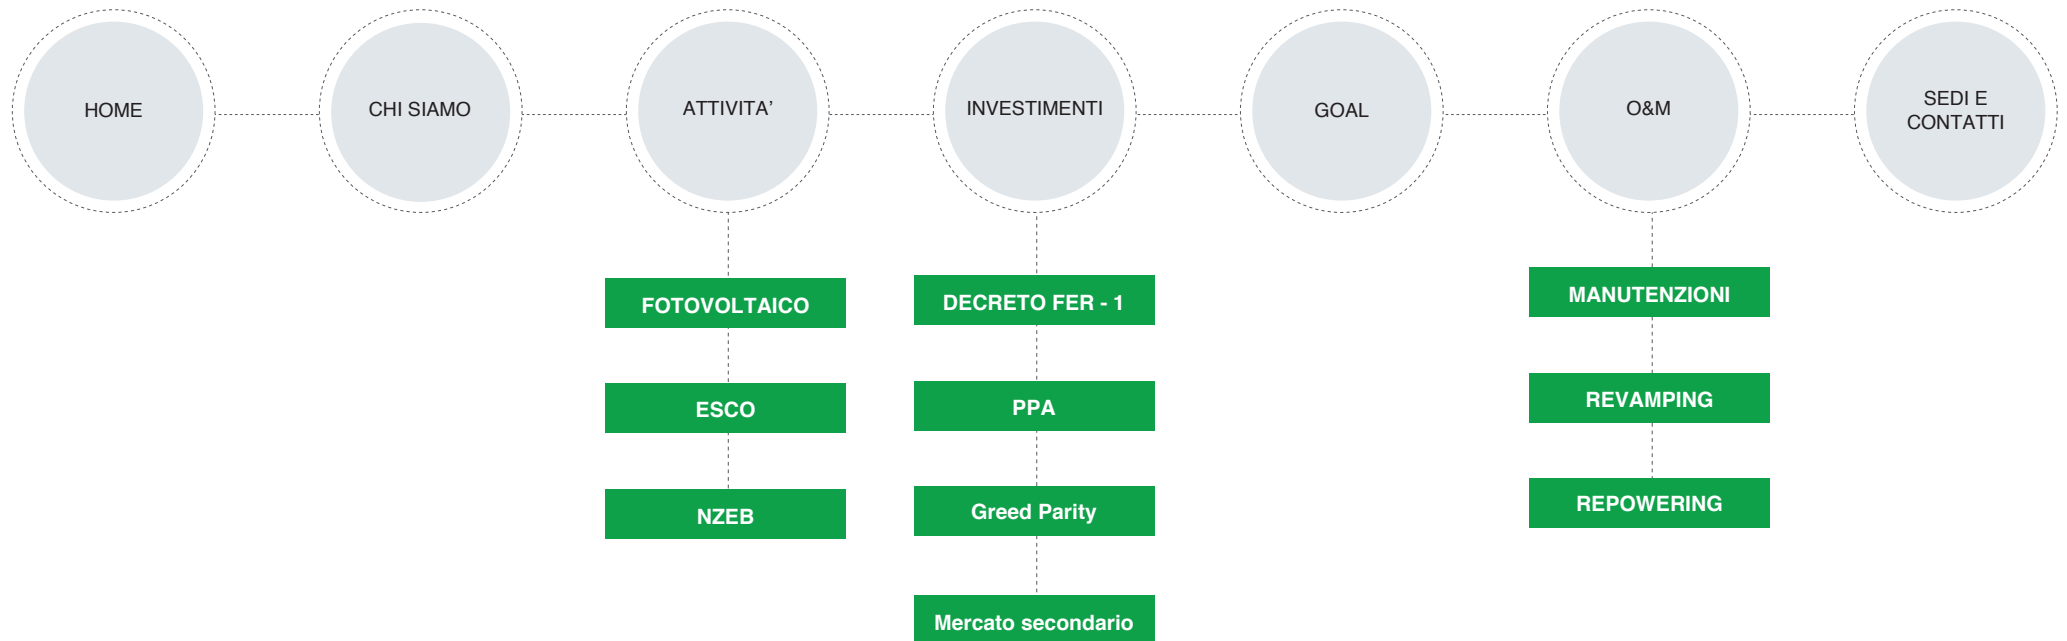 HOME
CHI SIAMO
ATTIVITA'
INVESTIMENTI
GOAL
O&M
SEDI E
CONTATTI
FOTOVOLTAICO
ESCO
NZEB
DECRETO FER - 1
PPA
Greed Parity
Mercato secondario
MANUTENZIONI
REVAMPING
REPOWERING